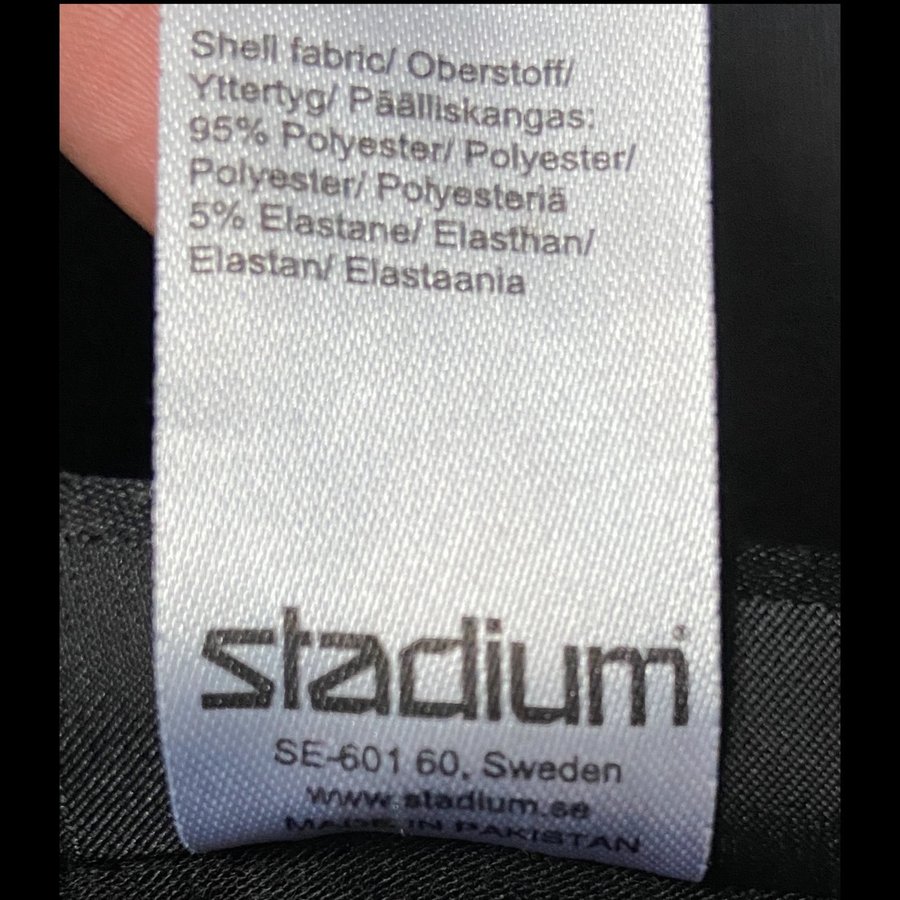 Shell fabric/ Oberstoff/
Yttertyg/ Päälliskangas:
95% Polyester/ Polyester/
Polyester/ Polyesteriä
5% Elastane/ Elasthan/
Elastan/ Elastaania
stadium®
SE-601 60, Sweden
www.stadium.se
MADE IN PAKISTAN